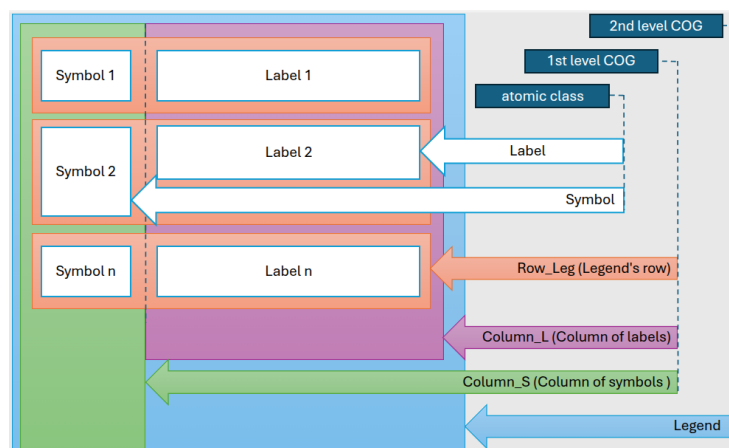 2nd level COG
1st level COG
atomic class
Symbol 1
Label 1
Symbol 2
Label 2
Label
Symbol
Symbol n
Label n
Row_Leg (Legend's row)
Column_L (Column of labels)
Column_S (Column of symbols )
Legend